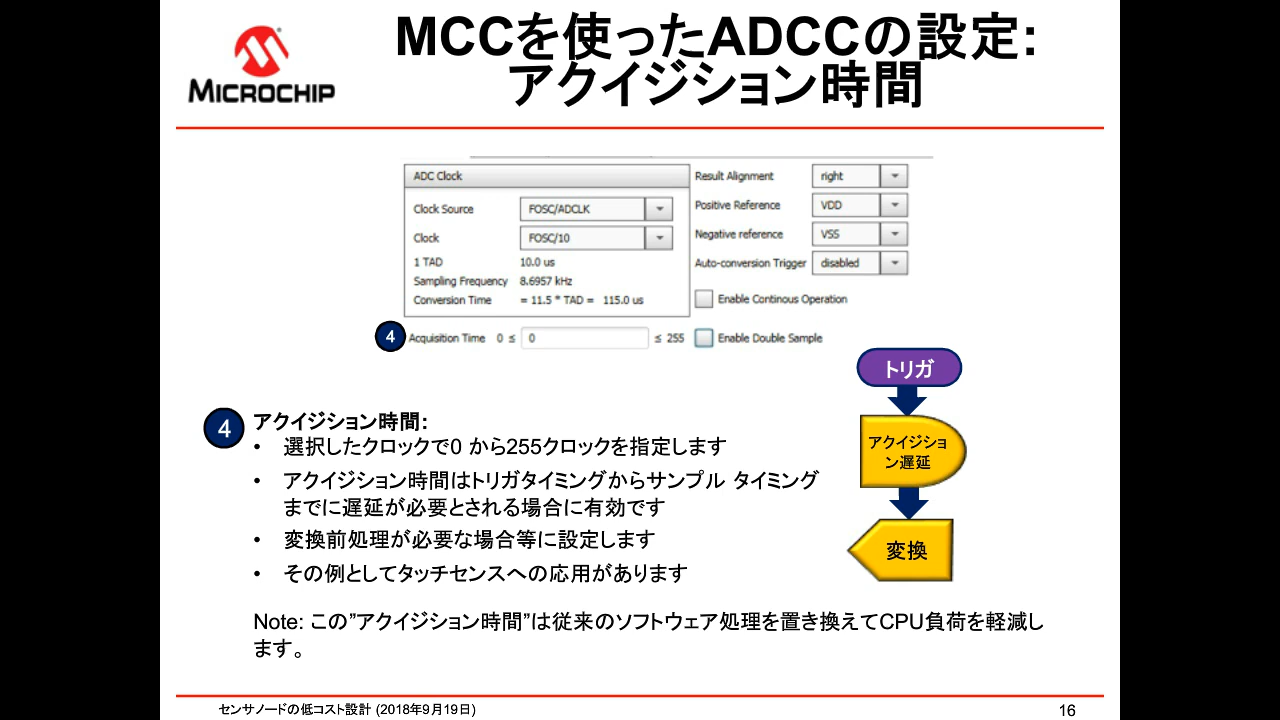 MCCを使ったADCCの設定:
アクイジション時間
MICROCHIP
ADC Clock
Clock Source FOSC/ADCLK
Clock FOSC/10
1 TAD 10.0 us
Sampling Frequency 8.6957 kHz
Conversion Time = 11.5 * TAD = 115.0 us
Result Alignment right
Positive Reference VDD
Negative reference VSS
Auto-conversion Trigger disabled
Enable Continous Operation
4 Acquisition Time 0 ≤ 0 ≤ 255 Enable Double Sample
トリガ
アクイジショ
ン遅延
変換
4 アクイジション時間:
• 選択したクロックで0 から255クロックを指定します
• アクイジション時間はトリガタイミングからサンプル タイミング
までに遅延が必要とされる場合に有効です
• 変換前処理が必要な場合等に設定します
• その例としてタッチセンスへの応用があります
Note: この”アクイジション時間”は従来のソフトウェア処理を置き換えてCPU負荷を軽減し
ます。
センサノードの低コスト設計 (2018年9月19日)
16